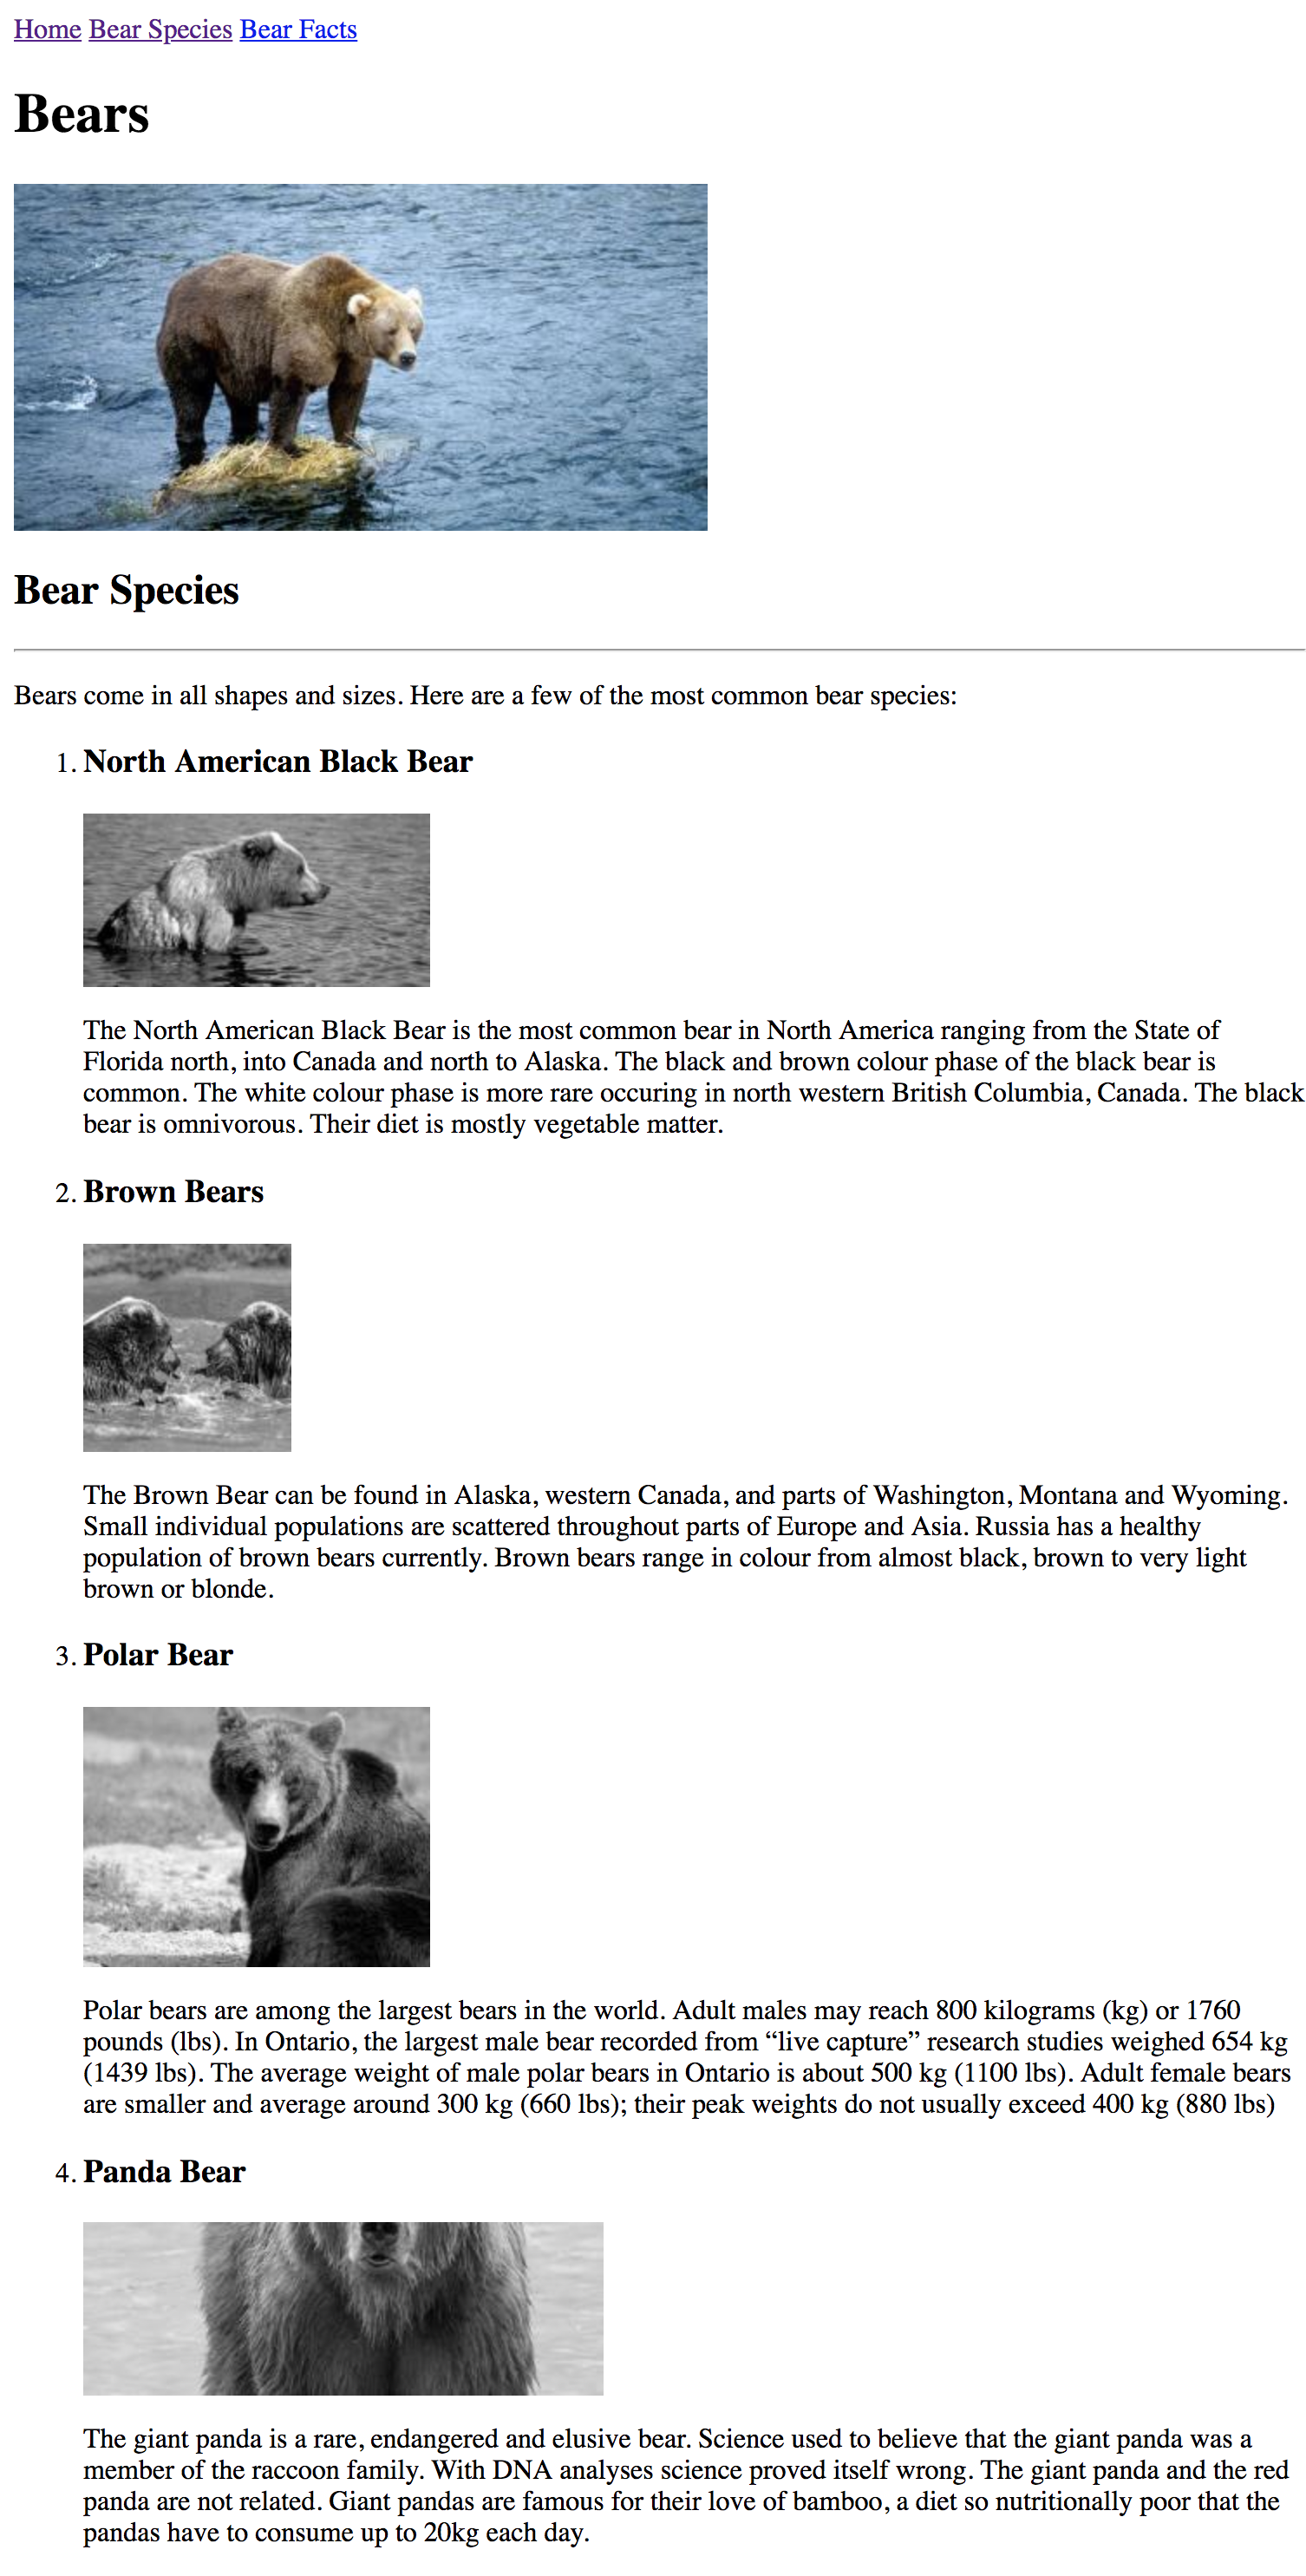 Home Bear Species Bear Facts
Bears
Bear Species
Bears come in all shapes and sizes. Here are a few of the most common bear species:
1. North American Black Bear
The North American Black Bear is the most common bear in North America ranging from the State of
Florida north, into Canada and north to Alaska. The black and brown colour phase of the black bear is
common. The white colour phase is more rare occuring in north western British Columbia, Canada. The black
bear is omnivorous. Their diet is mostly vegetable matter.
2. Brown Bears
The Brown Bear can be found in Alaska, western Canada, and parts of Washington, Montana and Wyoming.
Small individual populations are scattered throughout parts of Europe and Asia. Russia has a healthy
population of brown bears currently. Brown bears range in colour from almost black, brown to very light
brown or blonde.
3. Polar Bear
Polar bears are among the largest bears in the world. Adult males may reach 800 kilograms (kg) or 1760
pounds (lbs). In Ontario, the largest male bear recorded from “live capture” research studies weighed 654 kg
(1439 lbs). The average weight of male polar bears in Ontario is about 500 kg (1100 lbs). Adult female bears
are smaller and average around 300 kg (660 lbs); their peak weights do not usually exceed 400 kg (880 lbs)
4. Panda Bear
The giant panda is a rare, endangered and elusive bear. Science used to believe that the giant panda was a
member of the raccoon family. With DNA analyses science proved itself wrong. The giant panda and the red
panda are not related. Giant pandas are famous for their love of bamboo, a diet so nutritionally poor that the
pandas have to consume up to 20kg each day.